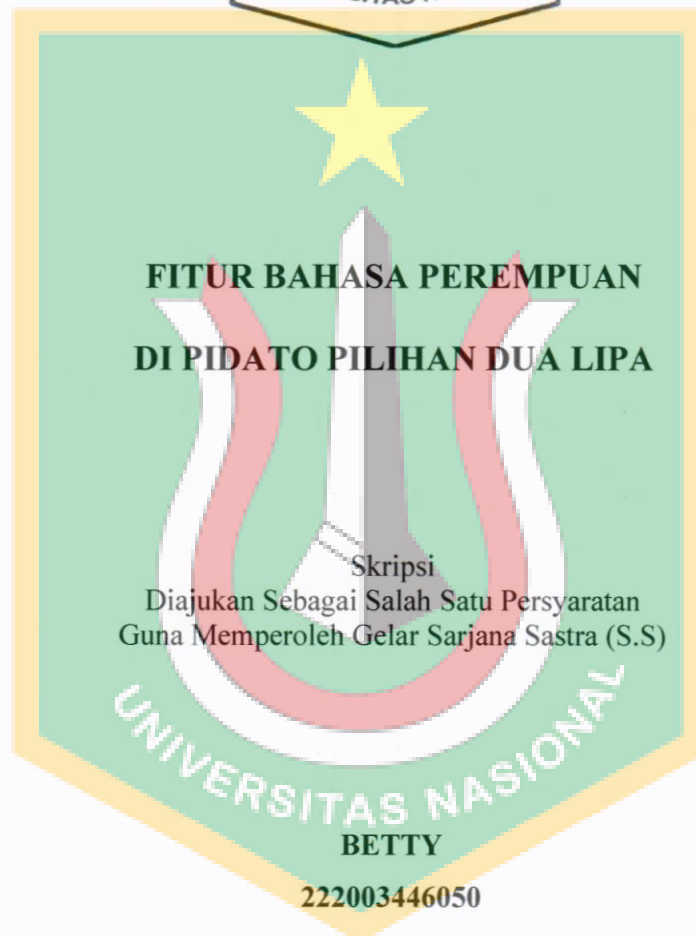 FITUR BAHASA PEREMPUAN
DI PIDATO PILIHAN DUA LIPA
Skripsi
Diajukan Sebagai Salah Satu Persyaratan
Guna Memperoleh Gelar Sarjana Sastra (S.S)
UNIVERSITAS NASIONAL
BETTY
222003446050